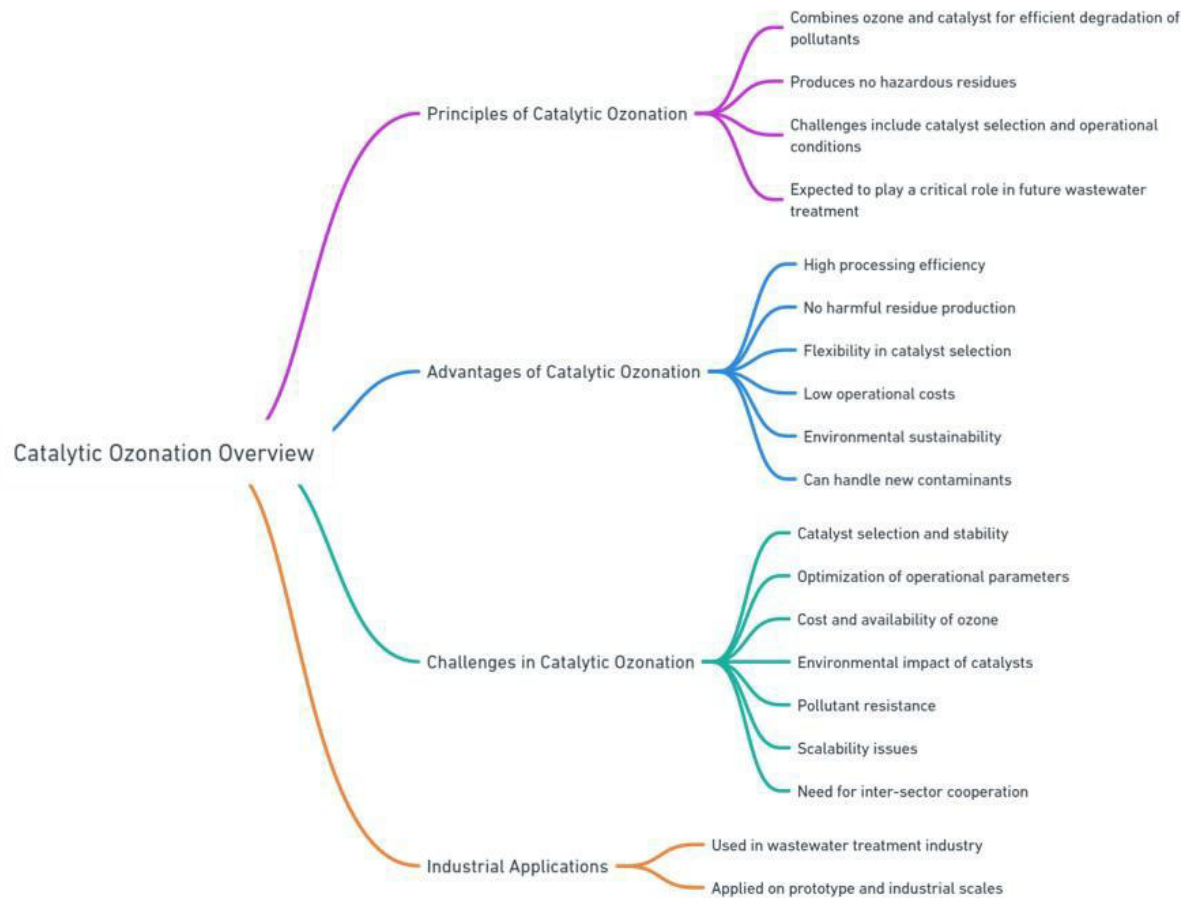 Catalytic Ozonation Overview
Principles of Catalytic Ozonation
Combines ozone and catalyst for efficient degradation of
pollutants
Produces no hazardous residues
Challenges include catalyst selection and operational
conditions
Expected to play a critical role in future wastewater
treatment
Advantages of Catalytic Ozonation
High processing efficiency
No harmful residue production
Flexibility in catalyst selection
Low operational costs
Environmental sustainability
Can handle new contaminants
Challenges in Catalytic Ozonation
Catalyst selection and stability
Optimization of operational parameters
Cost and availability of ozone
Environmental impact of catalysts
Pollutant resistance
Scalability issues
Need for inter-sector cooperation
Industrial Applications
Used in wastewater treatment industry
Applied on prototype and industrial scales